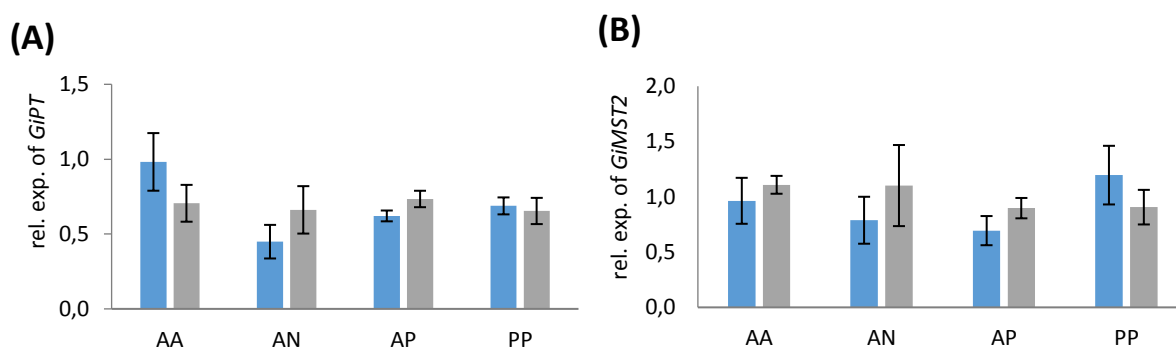 (A)
rel. exp. of GiPT
1,5
1,0
0,5
0,0
AA AN AP PP
(B)
rel. exp. of GiMST2
2,0
1,5
1,0
0,5
0,0
AA AN AP PP